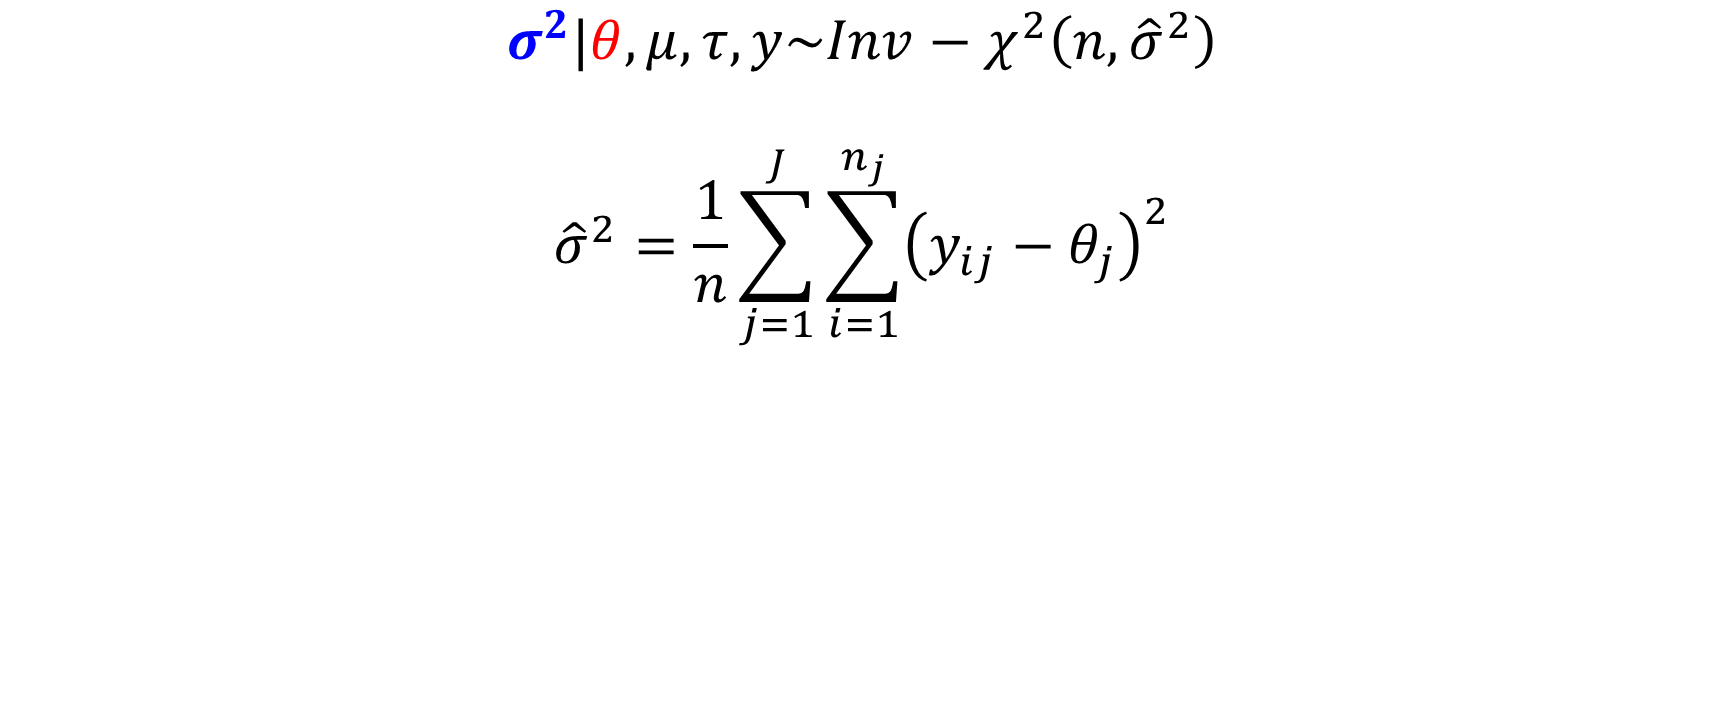 σ²|θ, μ, τ, y~Inv − χ²(n, σ̂²)
σ̂² = 1/n ∑_{j=1}^{J} ∑_{i=1}^{n_j} (y_{ij} − θ_j)²